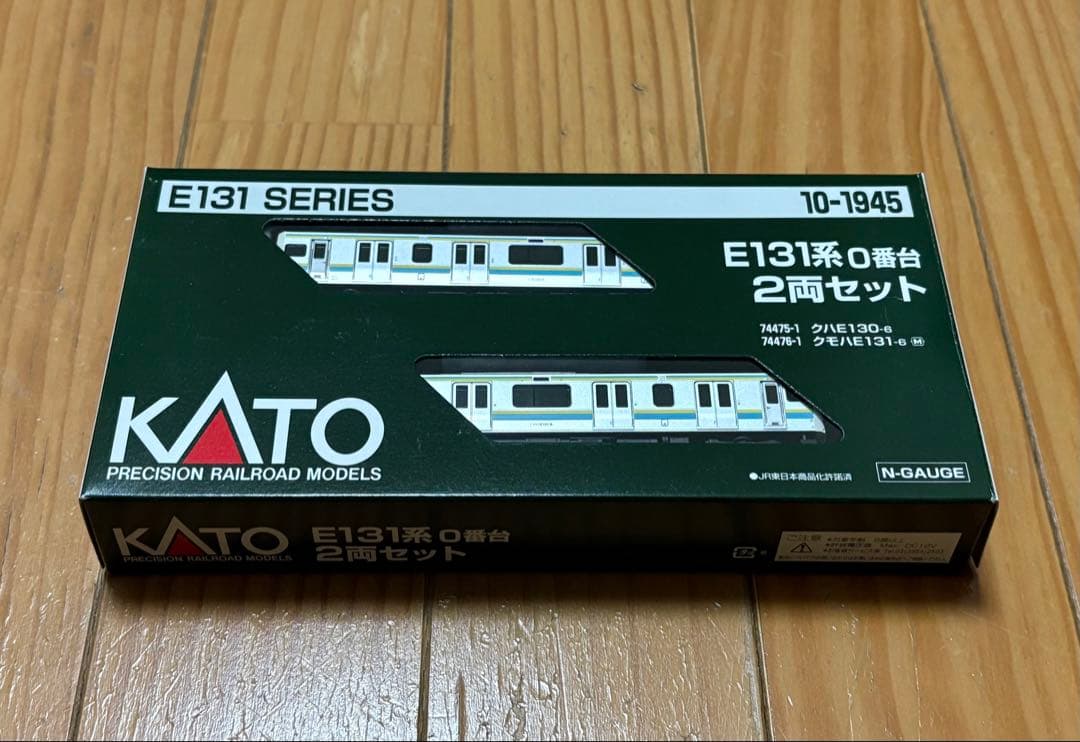 E131 SERIES
10-1945
E131系 0番台
2両セット
74475-1 クハE130-6
74476-1 クモハE131-6 M
KATO
PRECISION RAILROAD MODELS
●JR東日本商品化許諾済
N-GAUGE
KATO
PRECISION RAILROAD MODELS
E131系 0番台
2両セット
ご注意